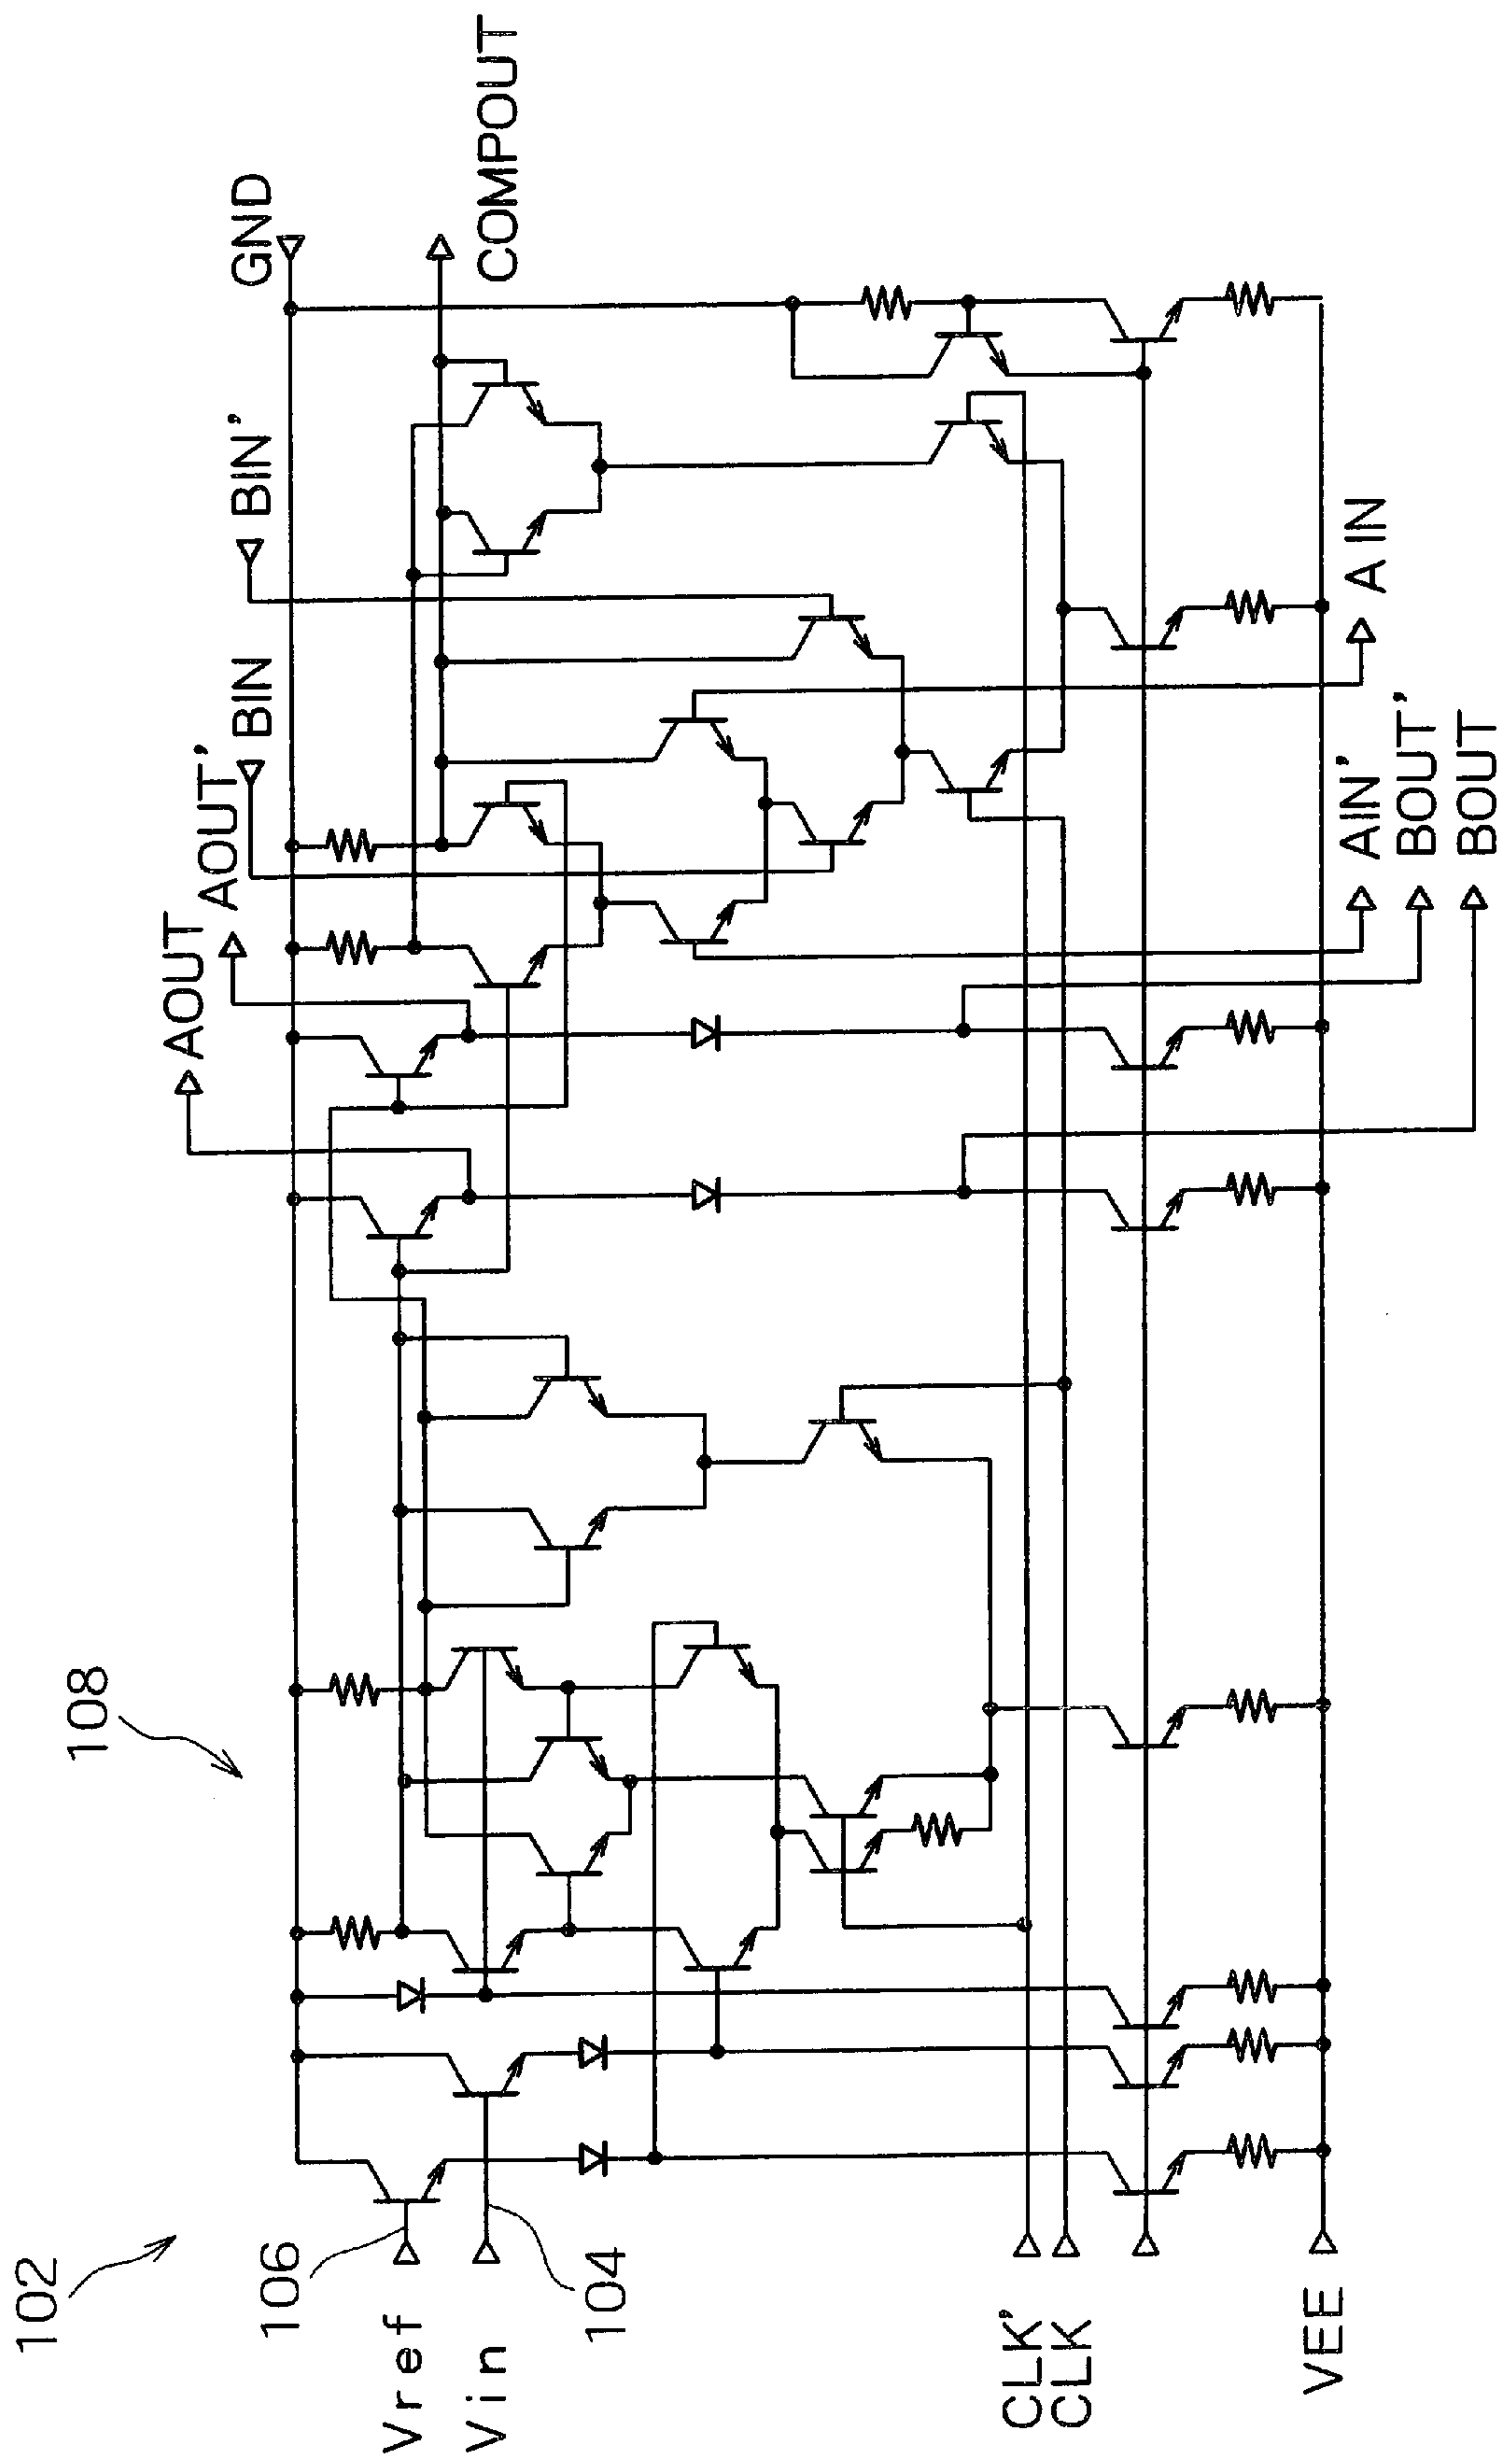 102
108
106
Vref
Vin
104
CLK'
CLK
VEE
AOUT
AOUT'
BIN
BIN'
GND
COMPOUT
A IN
AIN'
BOUT'
BOUT